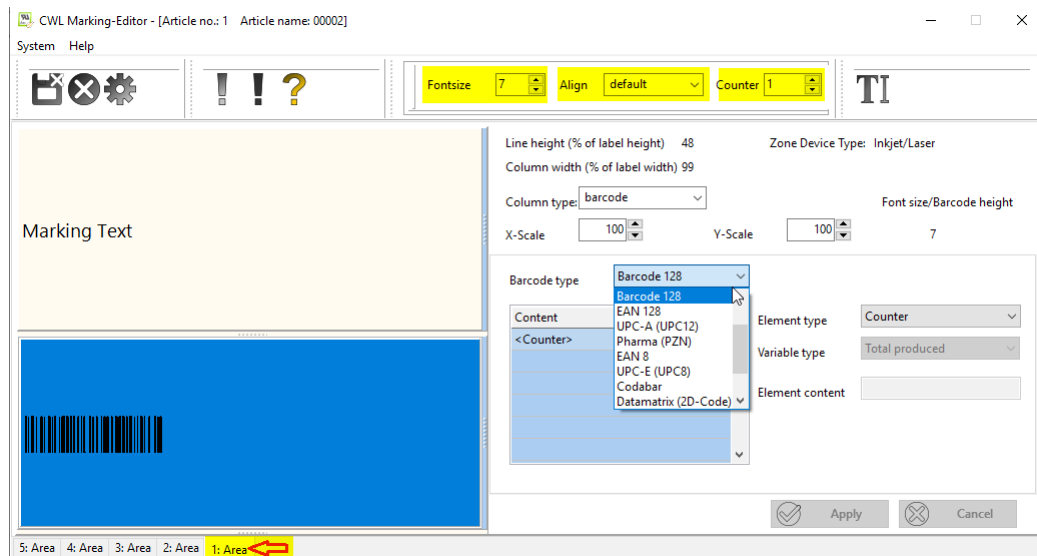 CWL Marking-Editor - [Article no.: 1 Article name: 00002]
System Help
Fontsize 7 Align default Counter 1 TI
Line height (% of label height) 48 Zone Device Type: Inkjet/Laser
Column width (% of label width) 99
Column type: barcode Font size/Barcode height
X-Scale 100 Y-Scale 100 7
Marking Text
Barcode type Barcode 128
Barcode 128
EAN 128
UPC-A (UPC12)
Pharma (PZN)
EAN 8
UPC-E (UPC8)
Codabar
Datamatrix (2D-Code)
Content
<Counter>
Element type Counter
Variable type Total produced
Element content
Apply Cancel
5: Area 4: Area 3: Area 2: Area 1: Area